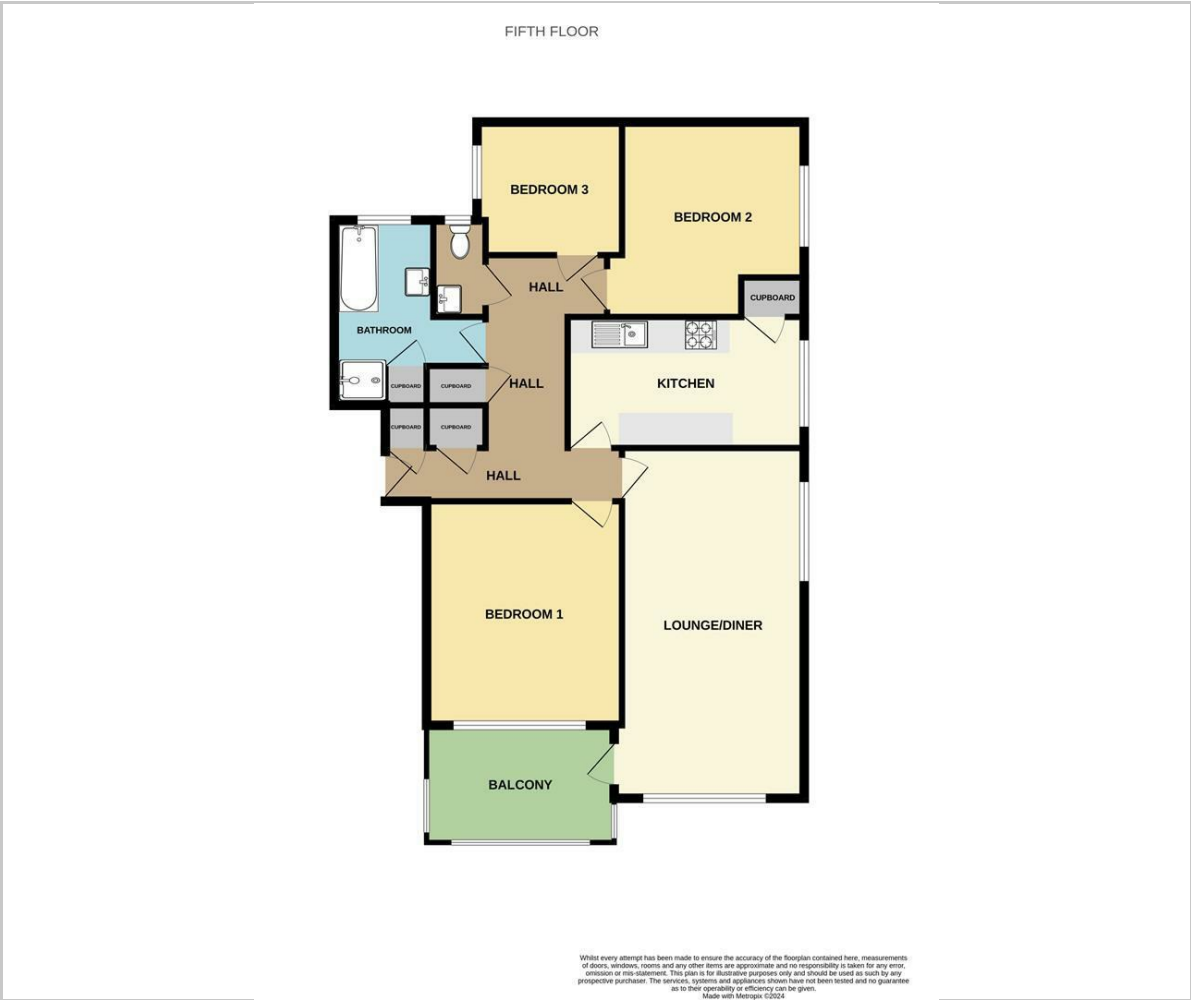 FIFTH FLOOR
BEDROOM 3
BEDROOM 2
HALL
CUPBOARD
BATHROOM
HALL
KITCHEN
CUPBOARD
CUPBOARD
CUPBOARD
CUPBOARD
HALL
BEDROOM 1
LOUNGE/DINER
BALCONY
Whilst every attempt has been made to ensure the accuracy of the floorplan contained here, measurements
of doors, windows, rooms and any other items are approximate and no responsibility is taken for any error,
omission or mis-statement. This plan is for illustrative purposes only and should be used as such by any
prospective purchaser. The services, systems and appliances shown have not been tested and no guarantee
as to their operability or efficiency can be given.
Made with Metropix ©2024